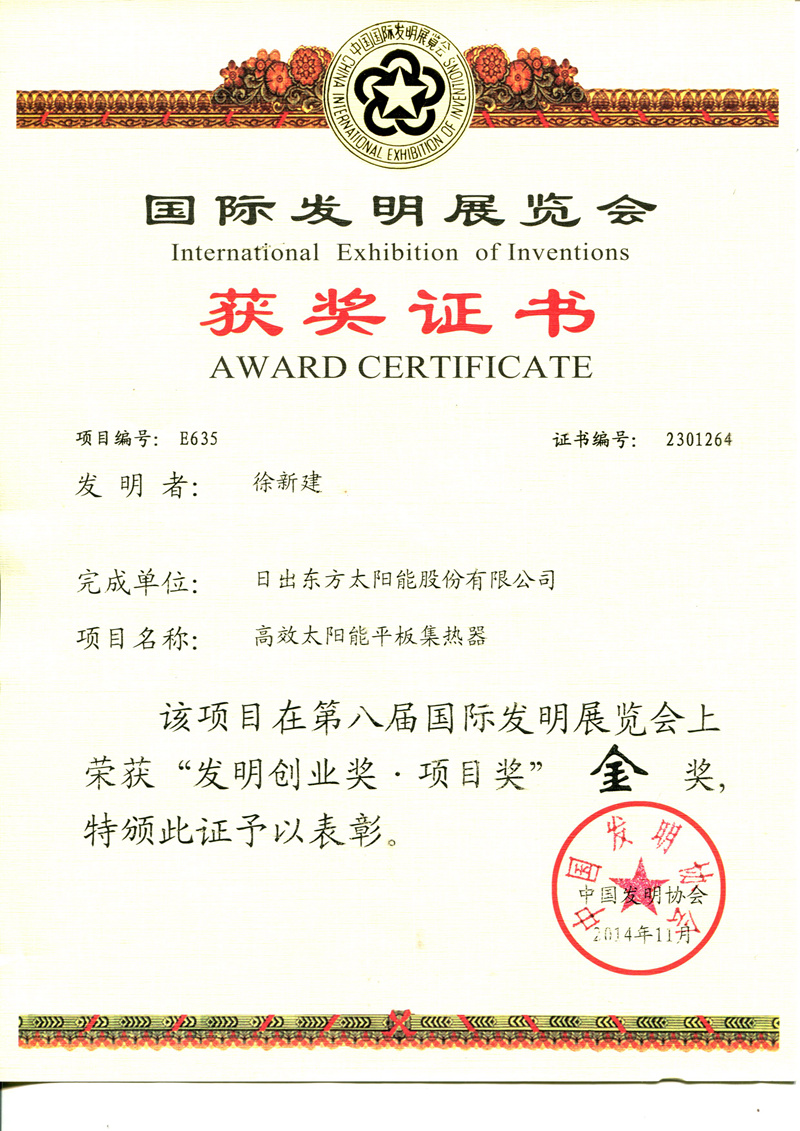 中国国际发明展览会
CHINA INTERNATIONAL EXHIBITION OF INVENTIONS
国际发明展览会
International Exhibition of Inventions
获奖证书
AWARD CERTIFICATE
项目编号: E635
证书编号: 2301264
发明者: 徐新建
完成单位: 日出东方太阳能股份有限公司
项目名称: 高效太阳能平板集热器
该项目在第八届国际发明展览会上
荣获“发明创业奖·项目奖” 金 奖,
特颁此证予以表彰。
中国发明协会
中国发明协会
2014年11月